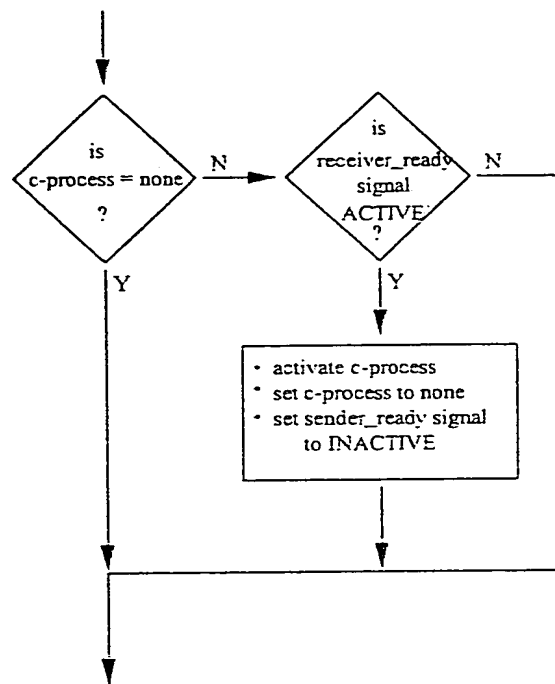 is
c-process = none
?
N
is
receiver_ready
signal
ACTIVE
?
N
Y
Y
• activate c-process
• set c-process to none
• set sender_ready signal
to INACTIVE